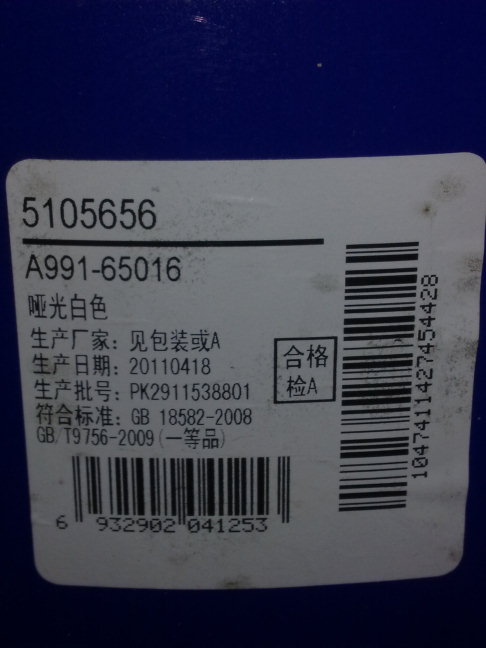 5105656
A991-65016
哑光白色
生产厂家：见包装或A
生产日期：20110418
生产批号：PK2911538801
符合标准：GB 18582-2008
GB/T9756-2009(一等品)
合格
检A
6 932902 041253
10474114274544428